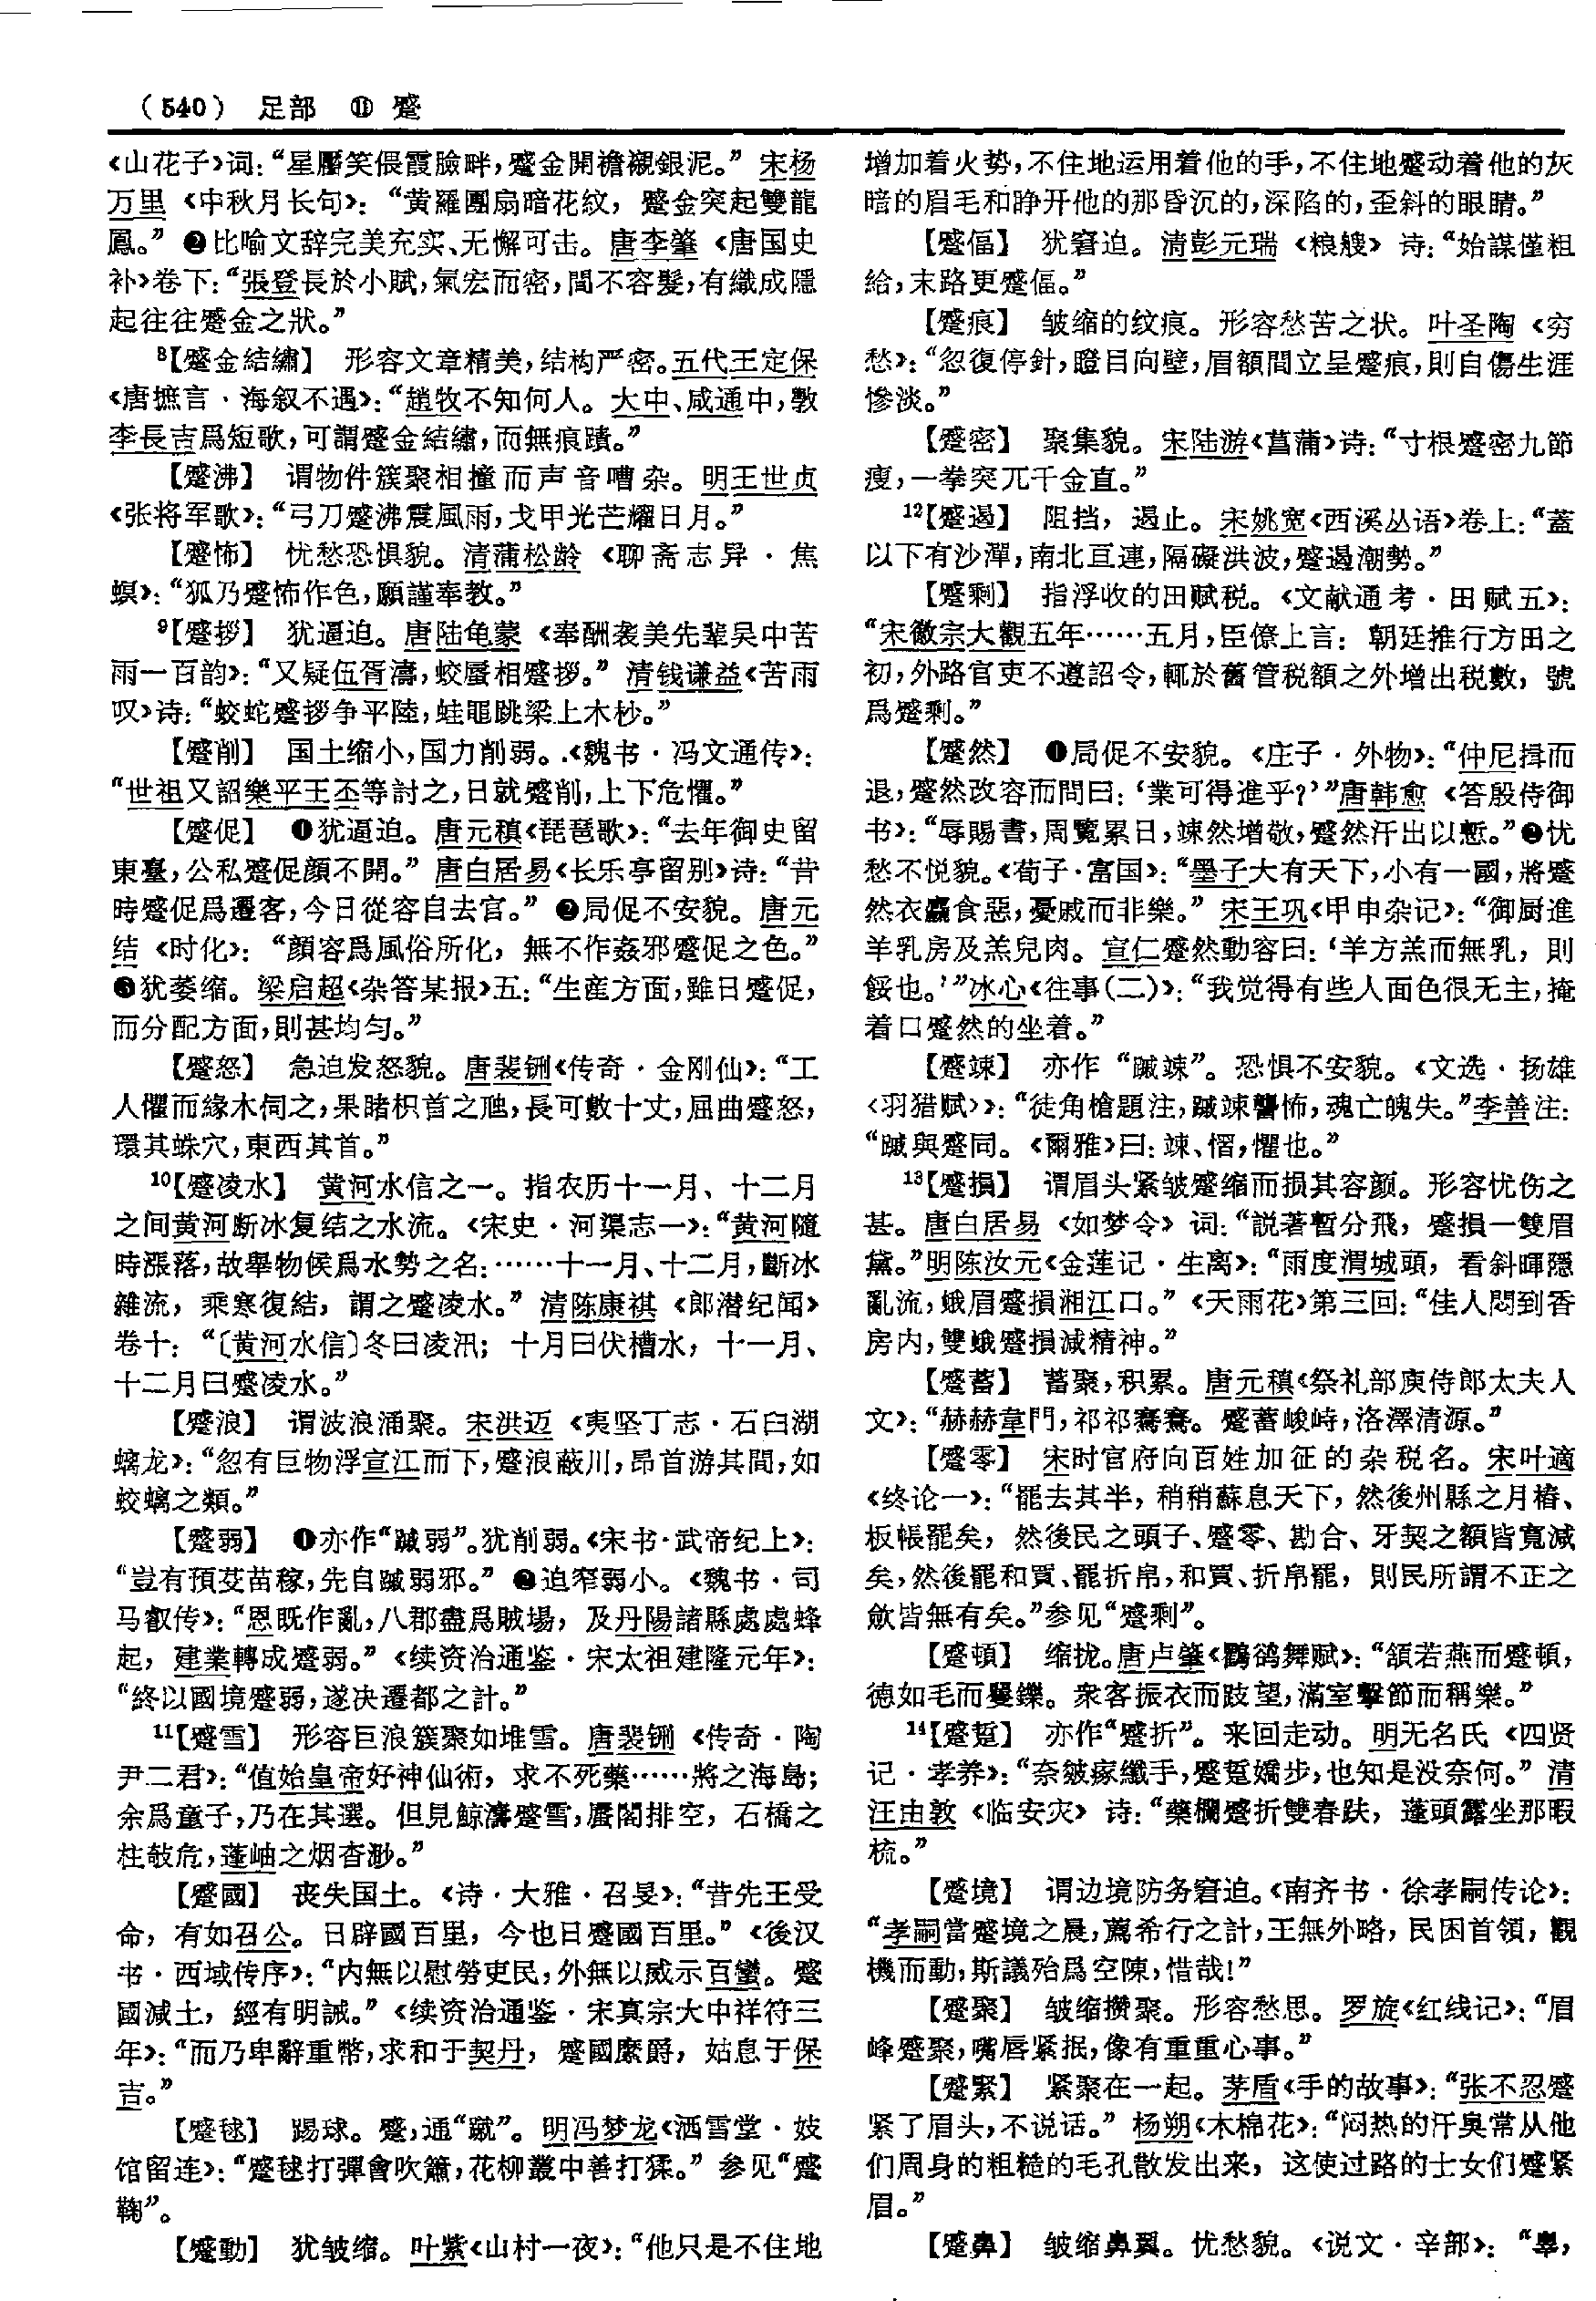 （540） 足部 ⑪ 蹙
《山花子》词：“星靨笑偎霞臉畔，蹙金開襜襯銀泥。” 宋杨
万里《中秋月长句》：“黄羅團扇暗花紋，蹙金突起雙龍
鳳。” ❷比喻文辞完美充实、无懈可击。唐李肇《唐国史
补》卷下：“張登長於小賦，氣宏而密，間不容髮，有織成隱
起往往蹙金之狀。”
8【蹙金結繡】 形容文章精美，结构严密。五代王定保
《唐摭言·海叙不遇》：“趙牧不知何人。大中、咸通中，斆
李長吉爲短歌，可謂蹙金結繡，而無痕蹟。”
【蹙沸】 谓物件簇聚相撞而声音嘈杂。明王世贞
《张将军歌》：“弓刀蹙沸震風雨，戈甲光芒耀日月。”
【蹙怖】 忧愁恐惧貌。清蒲松龄《聊斋志异·焦
螟》：“狐乃蹙怖作色，願謹奉教。”
9【蹙拶】 犹逼迫。唐陆龟蒙《奉酬袭美先辈吴中苦
雨一百韵》：“又疑伍胥濤，蛟蜃相蹙拶。” 清钱谦益《苦雨
叹》诗：“蛟蛇蹙拶争平陸，蛙黽跳梁上木杪。”
【蹙削】 国土缩小，国力削弱。《魏书·冯文通传》：
“世祖又詔樂平王丕等討之，日就蹙削，上下危懼。”
【蹙促】 ❶犹逼迫。唐元稹《琵琶歌》：“去年御史留
東臺，公私蹙促顔不開。” 唐白居易《长乐亭留别》诗：“昔
時蹙促爲遷客，今日從容自去官。” ❷局促不安貌。唐元
结《时化》：“顔容爲風俗所化，無不作姦邪蹙促之色。”
❸犹萎缩。梁启超《杂答某报》五：“生産方面，雖日蹙促，
而分配方面，則甚均匀。”
【蹙怒】 急迫发怒貌。唐裴铏《传奇·金刚仙》：“工
人懼而緣木伺之，果睹枳首之虺，長可數十丈，屈曲蹙怒，
環其蛛穴，東西其首。”
10【蹙凌水】 黄河水信之一。指农历十一月、十二月
之间黄河断冰复结之水流。《宋史·河渠志一》：“黄河隨
時漲落，故舉物候爲水勢之名：……十一月、十二月，斷冰
雜流，乘寒復結，謂之蹙凌水。” 清陈康祺《郎潜纪闻》
卷十：“〔黄河水信〕冬曰凌汛；十月曰伏槽水，十一月、
十二月曰蹙凌水。”
【蹙浪】 谓波浪涌聚。宋洪迈《夷坚丁志·石臼湖
螭龙》：“忽有巨物浮宣江而下，蹙浪蔽川，昂首游其間，如
蛟螭之類。”
【蹙弱】 ❶亦作“蹴弱”。犹削弱。《宋书·武帝纪上》：
“豈有預芟苗稼，先自蹴弱邪。” ❷迫窄弱小。《魏书·司
马叡传》：“恩既作亂，八郡盡爲賊場，及丹陽諸縣處處蜂
起，建業轉成蹙弱。”《续资治通鉴·宋太祖建隆元年》：
“終以國境蹙弱，遂决遷都之計。”
11【蹙雪】 形容巨浪簇聚如堆雪。唐裴铏《传奇·陶
尹二君》：“值始皇帝好神仙術，求不死藥……將之海島；
余爲童子，乃在其選。但見鯨濤蹙雪，蜃閣排空，石橋之
柱攲危，蓬岫之烟杳渺。”
【蹙國】 丧失国土。《诗·大雅·召旻》：“昔先王受
命，有如召公。日辟國百里，今也日蹙國百里。”《後汉
书·西域传序》：“内無以慰勞吏民，外無以威示百蠻。蹙
國减土，經有明誡。”《续资治通鉴·宋真宗大中祥符三
年》：“而乃卑辭重幣，求和于契丹，蹙國縻爵，姑息于保
吉。”
【蹙毬】 踢球。蹙，通“蹴”。明冯梦龙《洒雪堂·妓
馆留连》：“蹙毬打彈會吹簫，花柳叢中善打猱。”参见“蹙
鞠”。
【蹙動】 犹皱缩。叶紫《山村一夜》：“他只是不住地
增加着火势，不住地运用着他的手，不住地蹙动着他的灰
暗的眉毛和睁开他的那昏沉的，深陷的，歪斜的眼睛。”
【蹙偪】 犹窘迫。清彭元瑞《粮艘》诗：“始謀僅粗
給，末路更蹙偪。”
【蹙痕】 皱缩的纹痕。形容愁苦之状。叶圣陶《穷
愁》：“忽復停針，瞪目向壁，眉額間立呈蹙痕，則自傷生涯
慘淡。”
【蹙密】 聚集貌。宋陆游《菖蒲》诗：“寸根蹙密九節
瘦，一拳突兀千金直。”
12【蹙遏】 阻挡，遏止。宋姚宽《西溪丛语》卷上：“蓋
以下有沙潬，南北亘連，隔礙洪波，蹙遏潮勢。”
【蹙剩】 指浮收的田赋税。《文献通考·田赋五》：
“宋徽宗大觀五年……五月，臣僚上言：朝廷推行方田之
初，外路官吏不遵詔令，輒於舊管税額之外增出税數，號
爲蹙剩。”
【蹙然】 ❶局促不安貌。《庄子·外物》：“仲尼揖而
退，蹙然改容而問曰：‘業可得進乎？’”唐韩愈《答殷侍御
书》：“辱賜書，周覽累日，竦然增敬，蹙然汗出以慙。”❷忧
愁不悦貌。《荀子·富国》：“墨子大有天下，小有一國，將蹙
然衣麤食惡，憂戚而非樂。” 宋王巩《甲申杂记》：“御厨進
羊乳房及羔兒肉。宣仁蹙然動容曰：‘羊方羔而無乳，則
餒也。’”冰心《往事（二）》：“我觉得有些人面色很无主，掩
着口蹙然的坐着。”
【蹙竦】 亦作“蹴竦”。恐惧不安貌。《文选·扬雄
〈羽猎赋〉》：“徒角槍題注，蹴竦讋怖，魂亡魄失。”李善注：
“蹴與蹙同。《爾雅》曰：竦、慴，懼也。”
13【蹙損】 谓眉头紧皱蹙缩而损其容颜。形容忧伤之
甚。唐白居易《如梦令》词：“説著暫分飛，蹙損一雙眉
黛。”明陈汝元《金莲记·生离》：“雨度渭城頭，看斜暉隱
亂流，蛾眉蹙損湘江口。”《天雨花》第三回：“佳人悶到香
房内，雙蛾蹙損减精神。”
【蹙蓄】 蓄聚，积累。唐元稹《祭礼部庾侍郎太夫人
文》：“赫赫韋門，祁祁騫騫。蹙蓄峻峙，洛澤清源。”
【蹙零】 宋时官府向百姓加征的杂税名。宋叶適
《终论一》：“罷去其半，稍稍蘇息天下，然後州縣之月樁、
板帳罷矣，然後民之頭子、蹙零、勘合、牙契之額皆寬减
矣，然後罷和買、罷折帛，和買、折帛罷，則民所謂不正之
斂皆無有矣。”参见“蹙剩”。
【蹙頓】 缩拢。唐卢肇《鸜鹆舞赋》：“頷若燕而蹙頓，
德如毛而矍鑠。衆客振衣而跂望，滿室擊節而稱樂。”
14【蹙踅】 亦作“蹙折”。来回走动。明无名氏《四贤
记·孝养》：“奈皴瘃纖手，蹙踅嬌步，也知是没奈何。” 清
汪由敦《临安灾》诗：“藥欄蹙折雙春趺，蓬頭露坐那暇
梳。”
【蹙境】 谓边境防务窘迫。《南齐书·徐孝嗣传论》：
“孝嗣當蹙境之晨，薦希行之計，王無外略，民困首領，觀
機而動，斯議殆爲空陳，惜哉！”
【蹙聚】 皱缩攒聚。形容愁思。罗旋《红线记》：“眉
峰蹙聚，嘴唇紧抿，像有重重心事。”
【蹙緊】 紧聚在一起。茅盾《手的故事》：“张不忍蹙
紧了眉头，不说话。” 杨朔《木棉花》：“闷热的汗臭常从他
们周身的粗糙的毛孔散发出来，这使过路的士女们蹙紧
眉。”
【蹙鼻】 皱缩鼻翼。忧愁貌。《说文·辛部》：“辠，